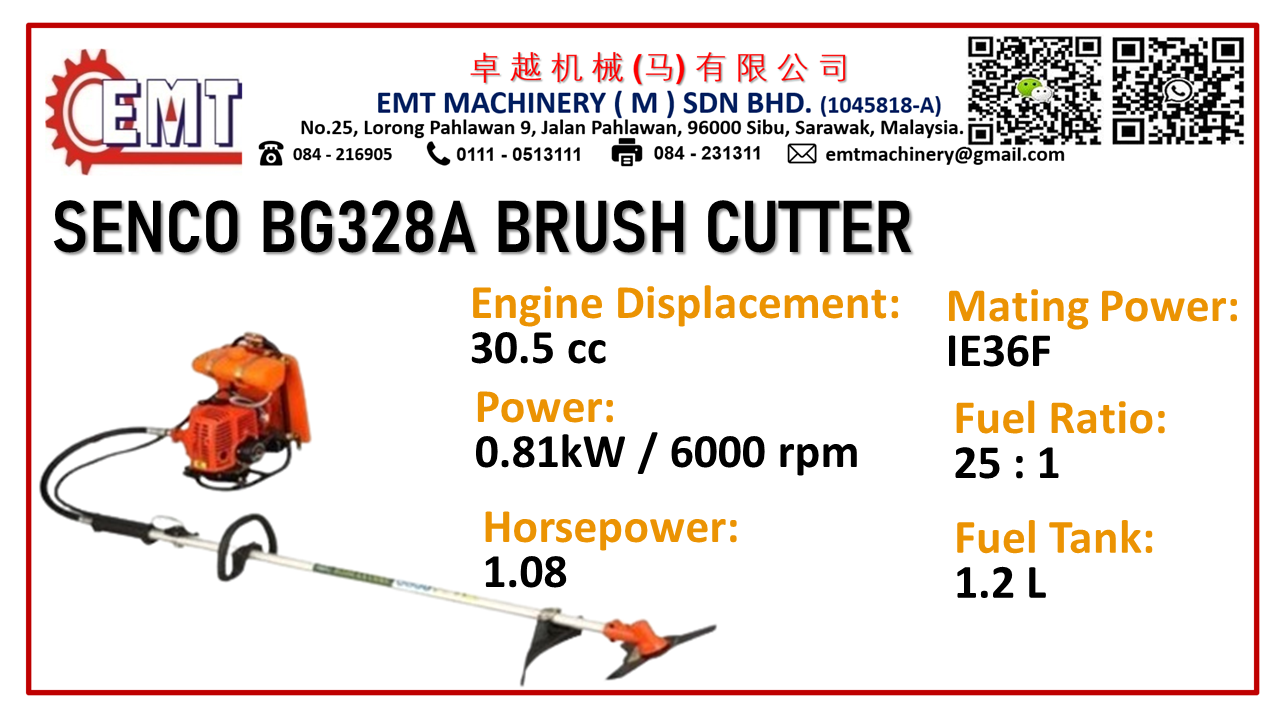 EMT
卓越机械(马)有限公司
EMT MACHINERY ( M ) SDN BHD. (1045818-A)
No.25, Lorong Pahlawan 9, Jalan Pahlawan, 96000 Sibu, Sarawak, Malaysia.
084 - 216905 0111 - 0513111 084 - 231311 emtmachinery@gmail.com
SENCO BG328A BRUSH CUTTER
Engine Displacement:
30.5 cc
Power:
0.81kW / 6000 rpm
Horsepower:
1.08
Mating Power:
IE36F
Fuel Ratio:
25 : 1
Fuel Tank:
1.2 L